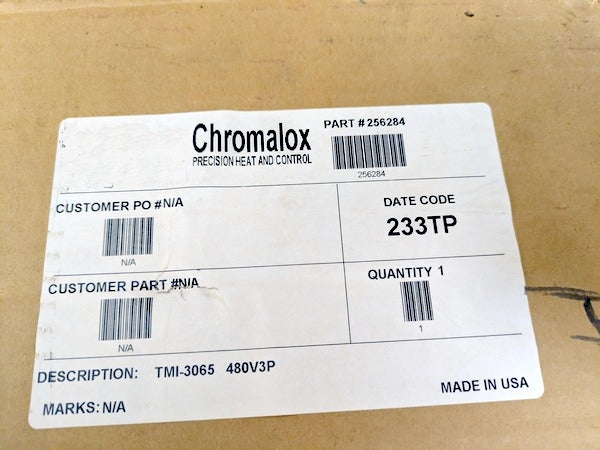 Chromalox
PRECISION HEAT AND CONTROL
PART # 256284
256284
CUSTOMER PO #N/A
N/A
DATE CODE
233TP
CUSTOMER PART #N/A
N/A
QUANTITY 1
1
DESCRIPTION: TMI-3065 480V3P
MARKS: N/A
MADE IN USA